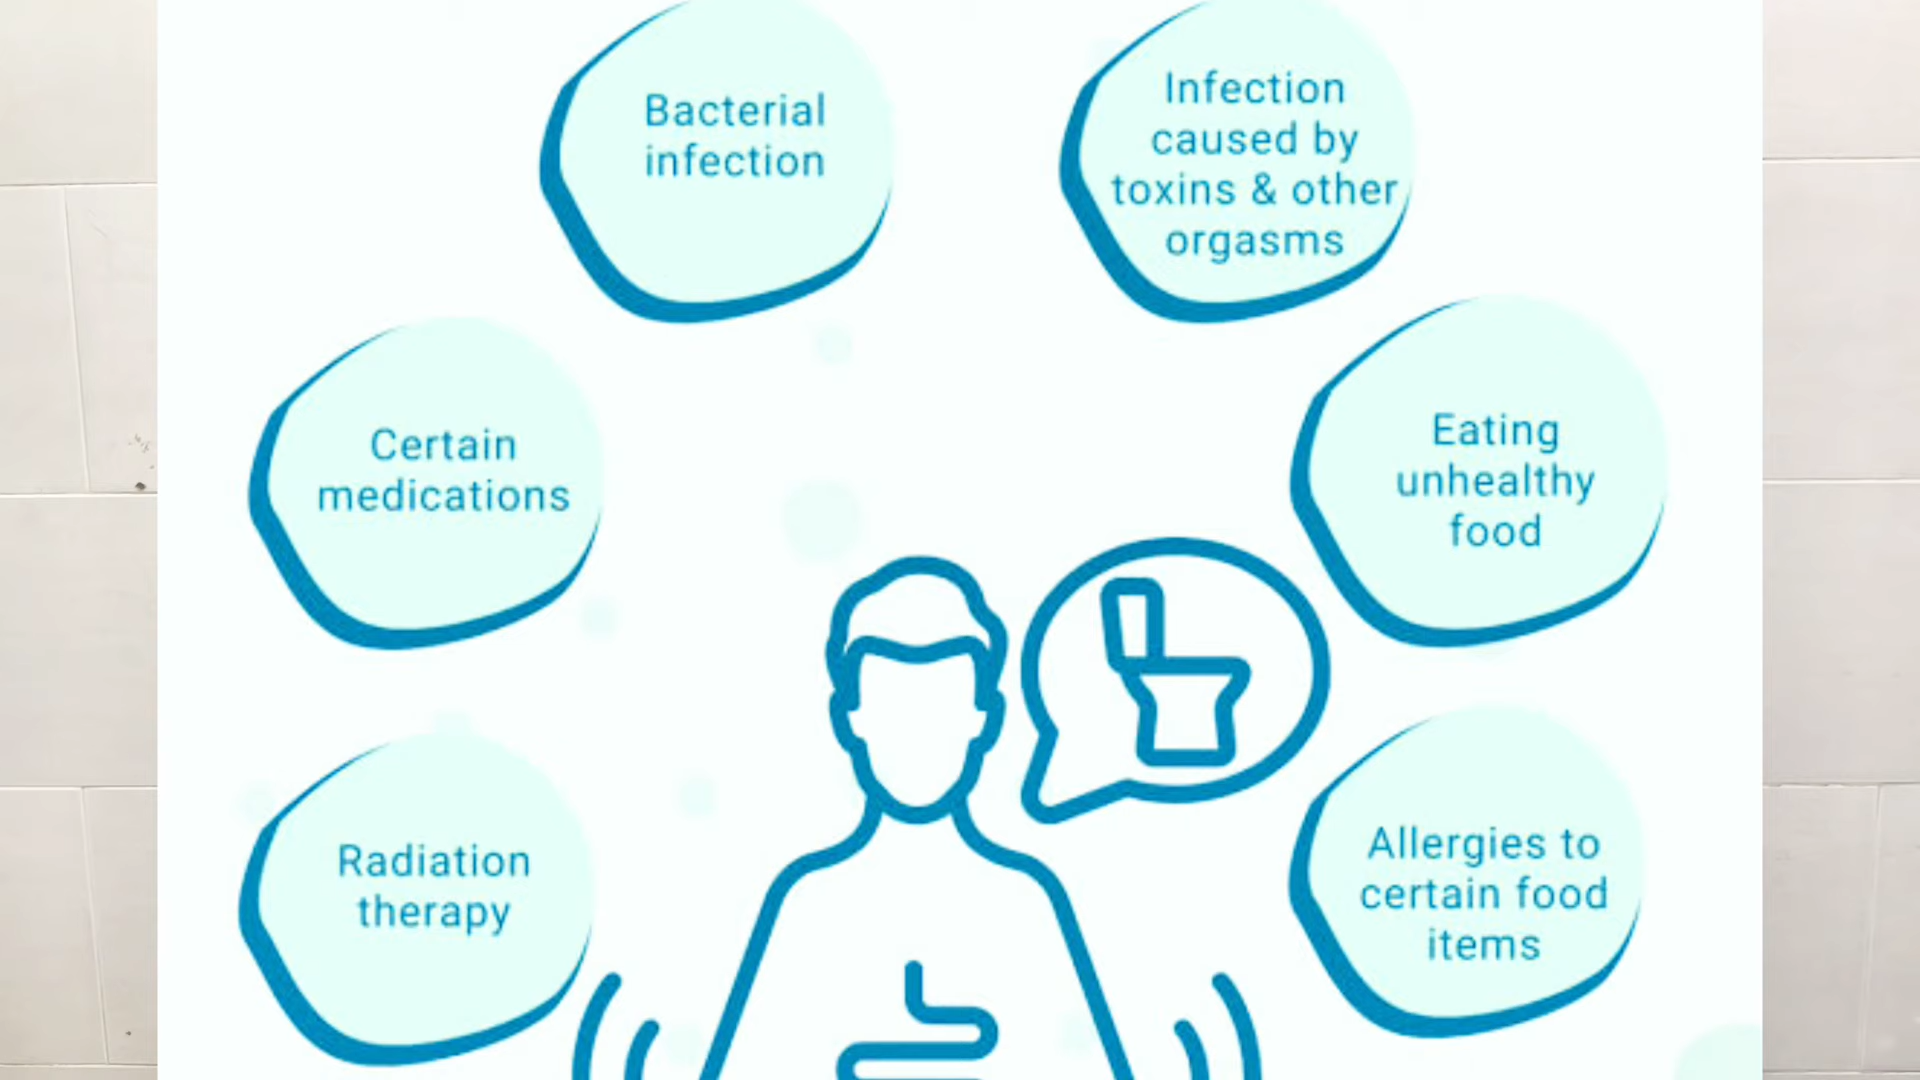 Bacterial
infection
Infection
caused by
toxins & other
orgasms
Certain
medications
Eating
unhealthy
food
Radiation
therapy
Allergies to
certain food
items